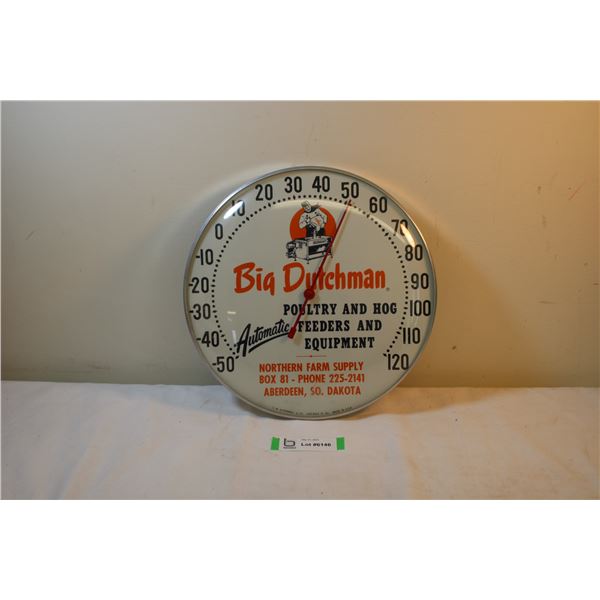 -50 -40 -30 -20 -10 0 10 20 30 40 50 60 70 80 90 100 110 120
Big Dutchman
POULTRY AND HOG
Automatic FEEDERS AND
EQUIPMENT
NORTHERN FARM SUPPLY
BOX 81 - PHONE 225-2141
ABERDEEN, SO. DAKOTA
b
Lot #6146